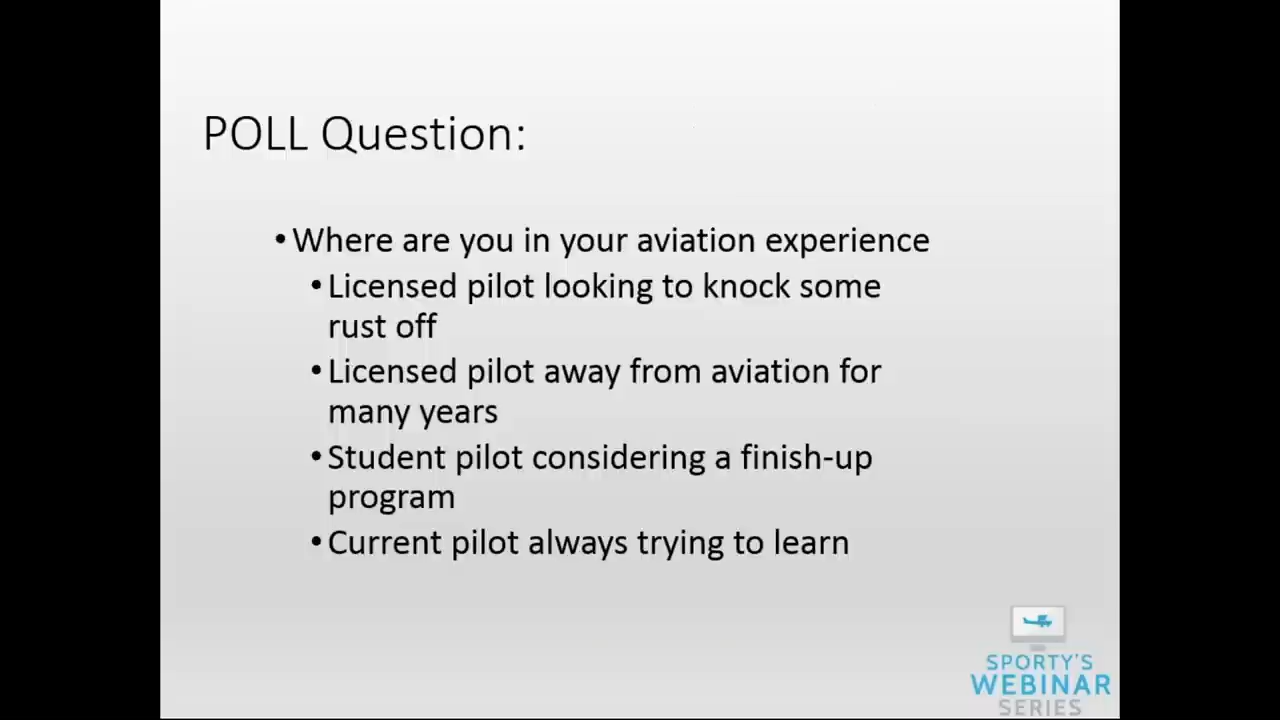 POLL Question:
• Where are you in your aviation experience
• Licensed pilot looking to knock some
rust off
• Licensed pilot away from aviation for
many years
• Student pilot considering a finish-up
program
• Current pilot always trying to learn
SPORTY'S
WEBINAR
SERIES